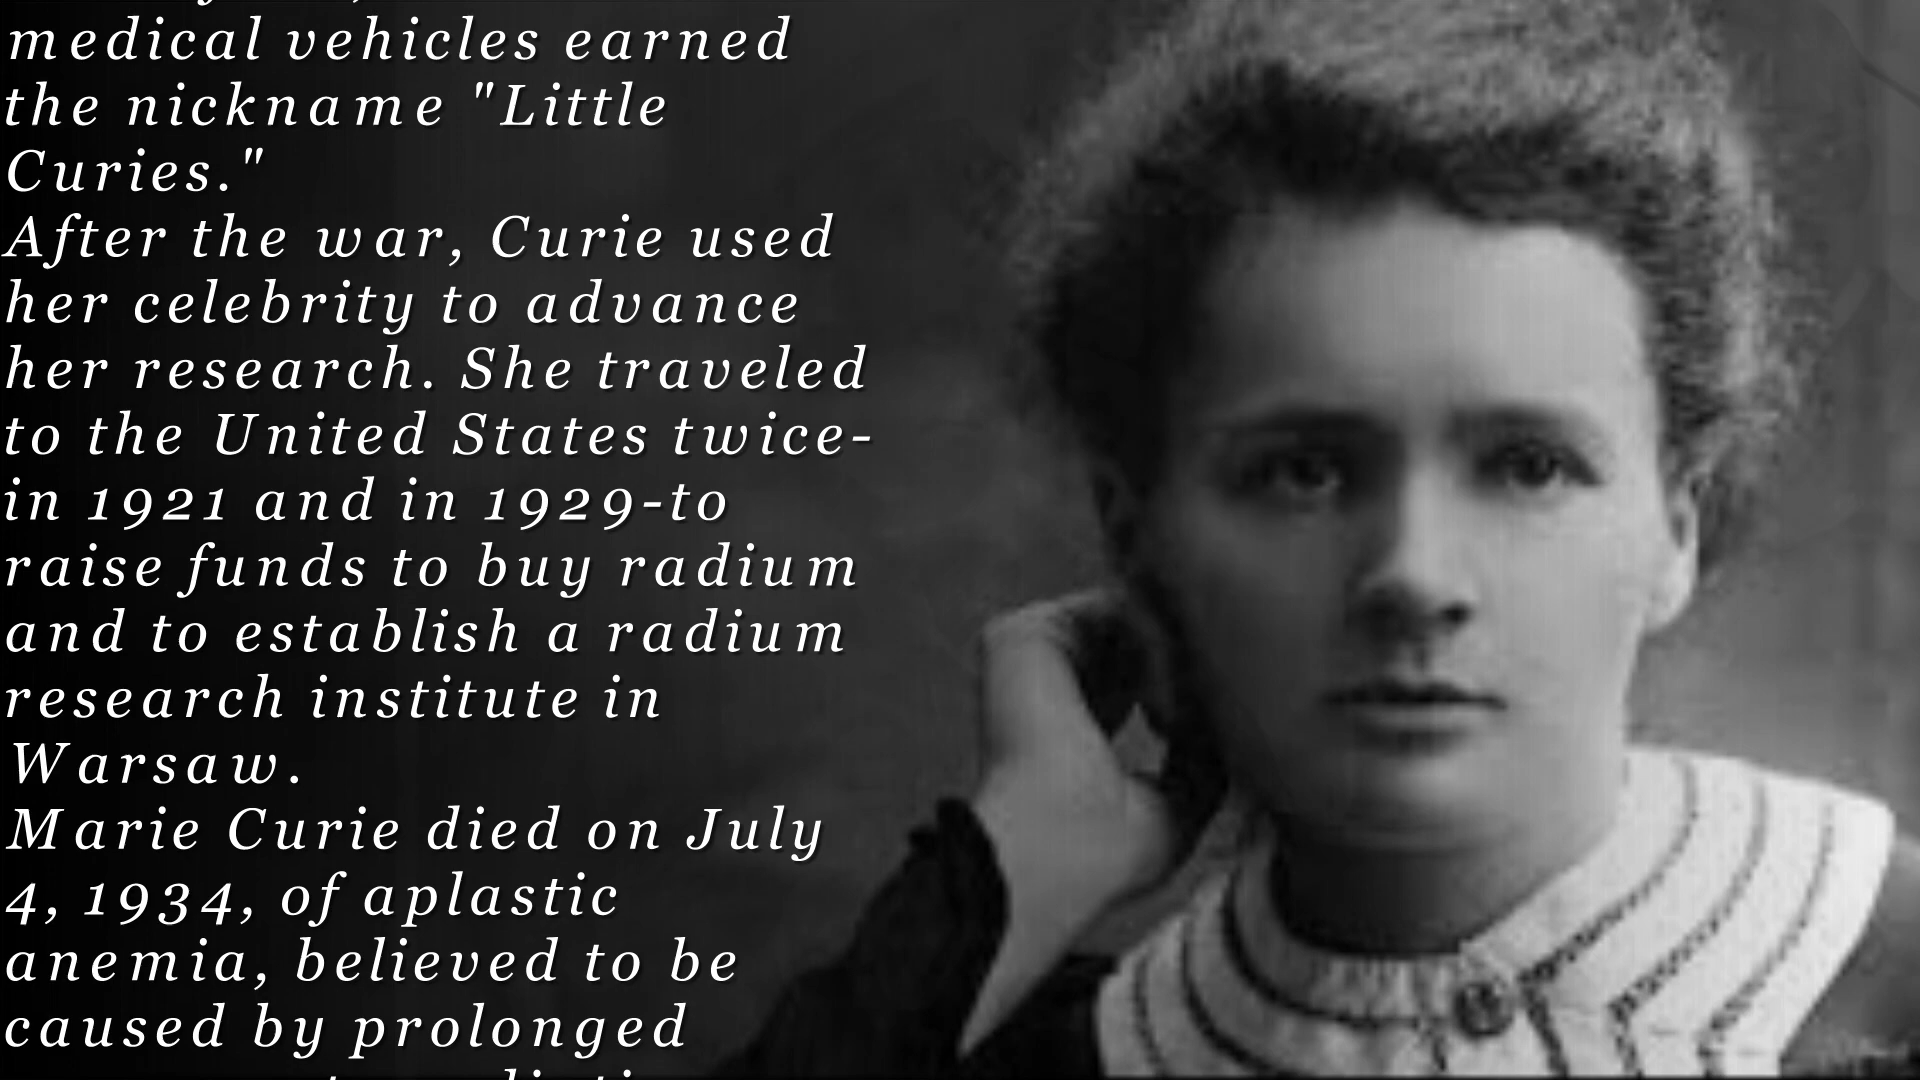 medical vehicles earned
the nickname "Little
Curies."
After the war, Curie used
her celebrity to advance
her research. She traveled
to the United States twice-
in 1921 and in 1929-to
raise funds to buy radium
and to establish a radium
research institute in
Warsaw.
Marie Curie died on July
4, 1934, of aplastic
anemia, believed to be
caused by prolonged